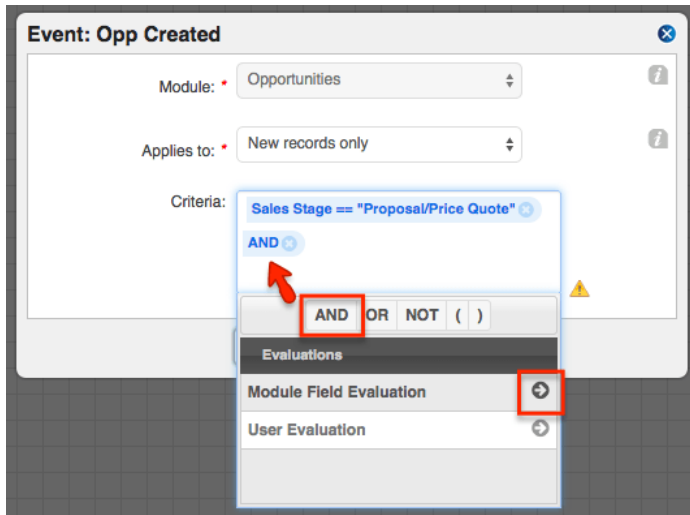 Event: Opp Created
Module: * Opportunities
Applies to: * New records only
Criteria: Sales Stage == "Proposal/Price Quote"
AND
AND OR NOT ( )
Evaluations
Module Field Evaluation
User Evaluation